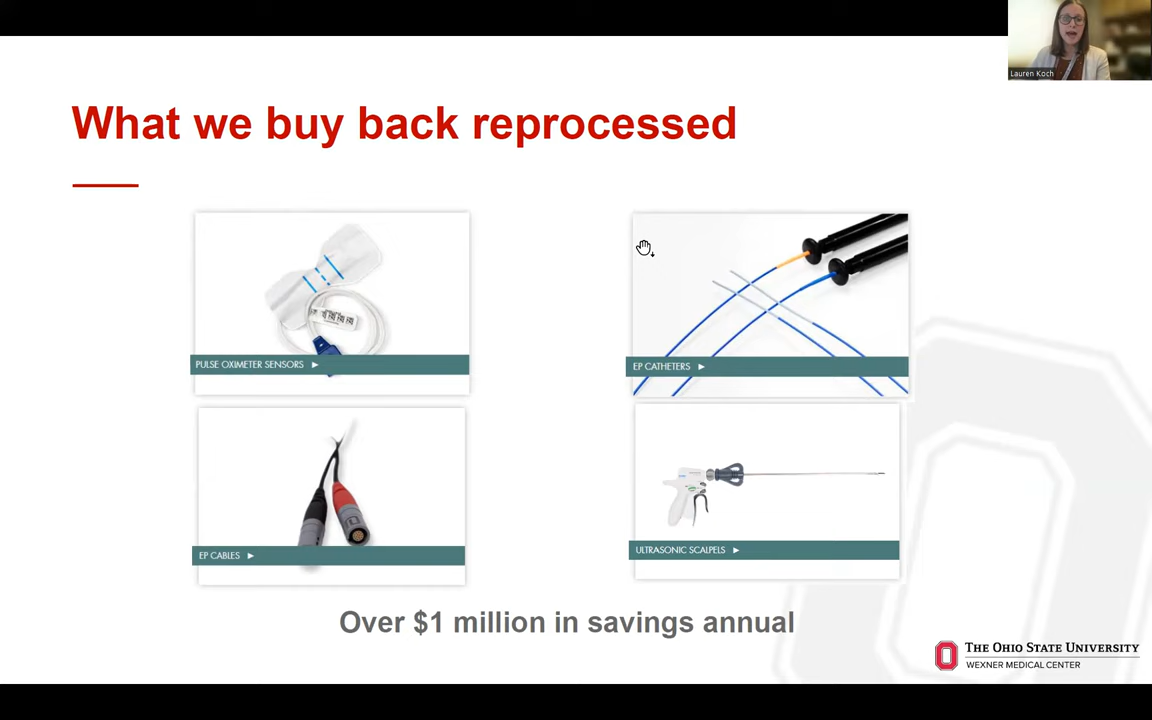 Lauren Koch
What we buy back reprocessed
PULSE OXIMETER SENSORS ►
EP CATHETERS ►
EP CABLES ►
ULTRASONIC SCALPELS ►
Over $1 million in savings annual
THE OHIO STATE UNIVERSITY
WEXNER MEDICAL CENTER